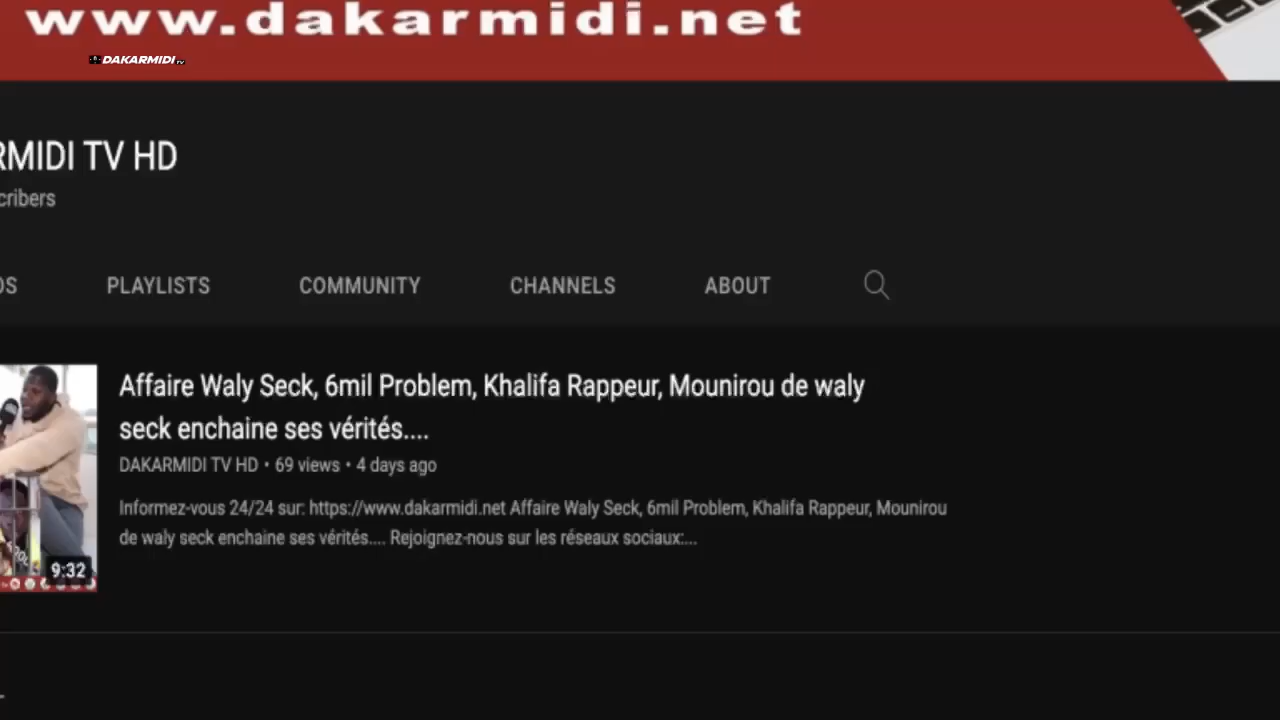 www.dakarmidi.net
DAKARMIDI TV
RMIDI TV HD
cribers
OS PLAYLISTS COMMUNITY CHANNELS ABOUT
Affaire Waly Seck, 6mil Problem, Khalifa Rappeur, Mounirou de waly
seck enchaine ses vérités....
DAKARMIDI TV HD • 69 views • 4 days ago
Informez-vous 24/24 sur: https://www.dakarmidi.net Affaire Waly Seck, 6mil Problem, Khalifa Rappeur, Mounirou
de waly seck enchaine ses vérités.... Rejoignez-nous sur les réseaux sociaux:...
9:32